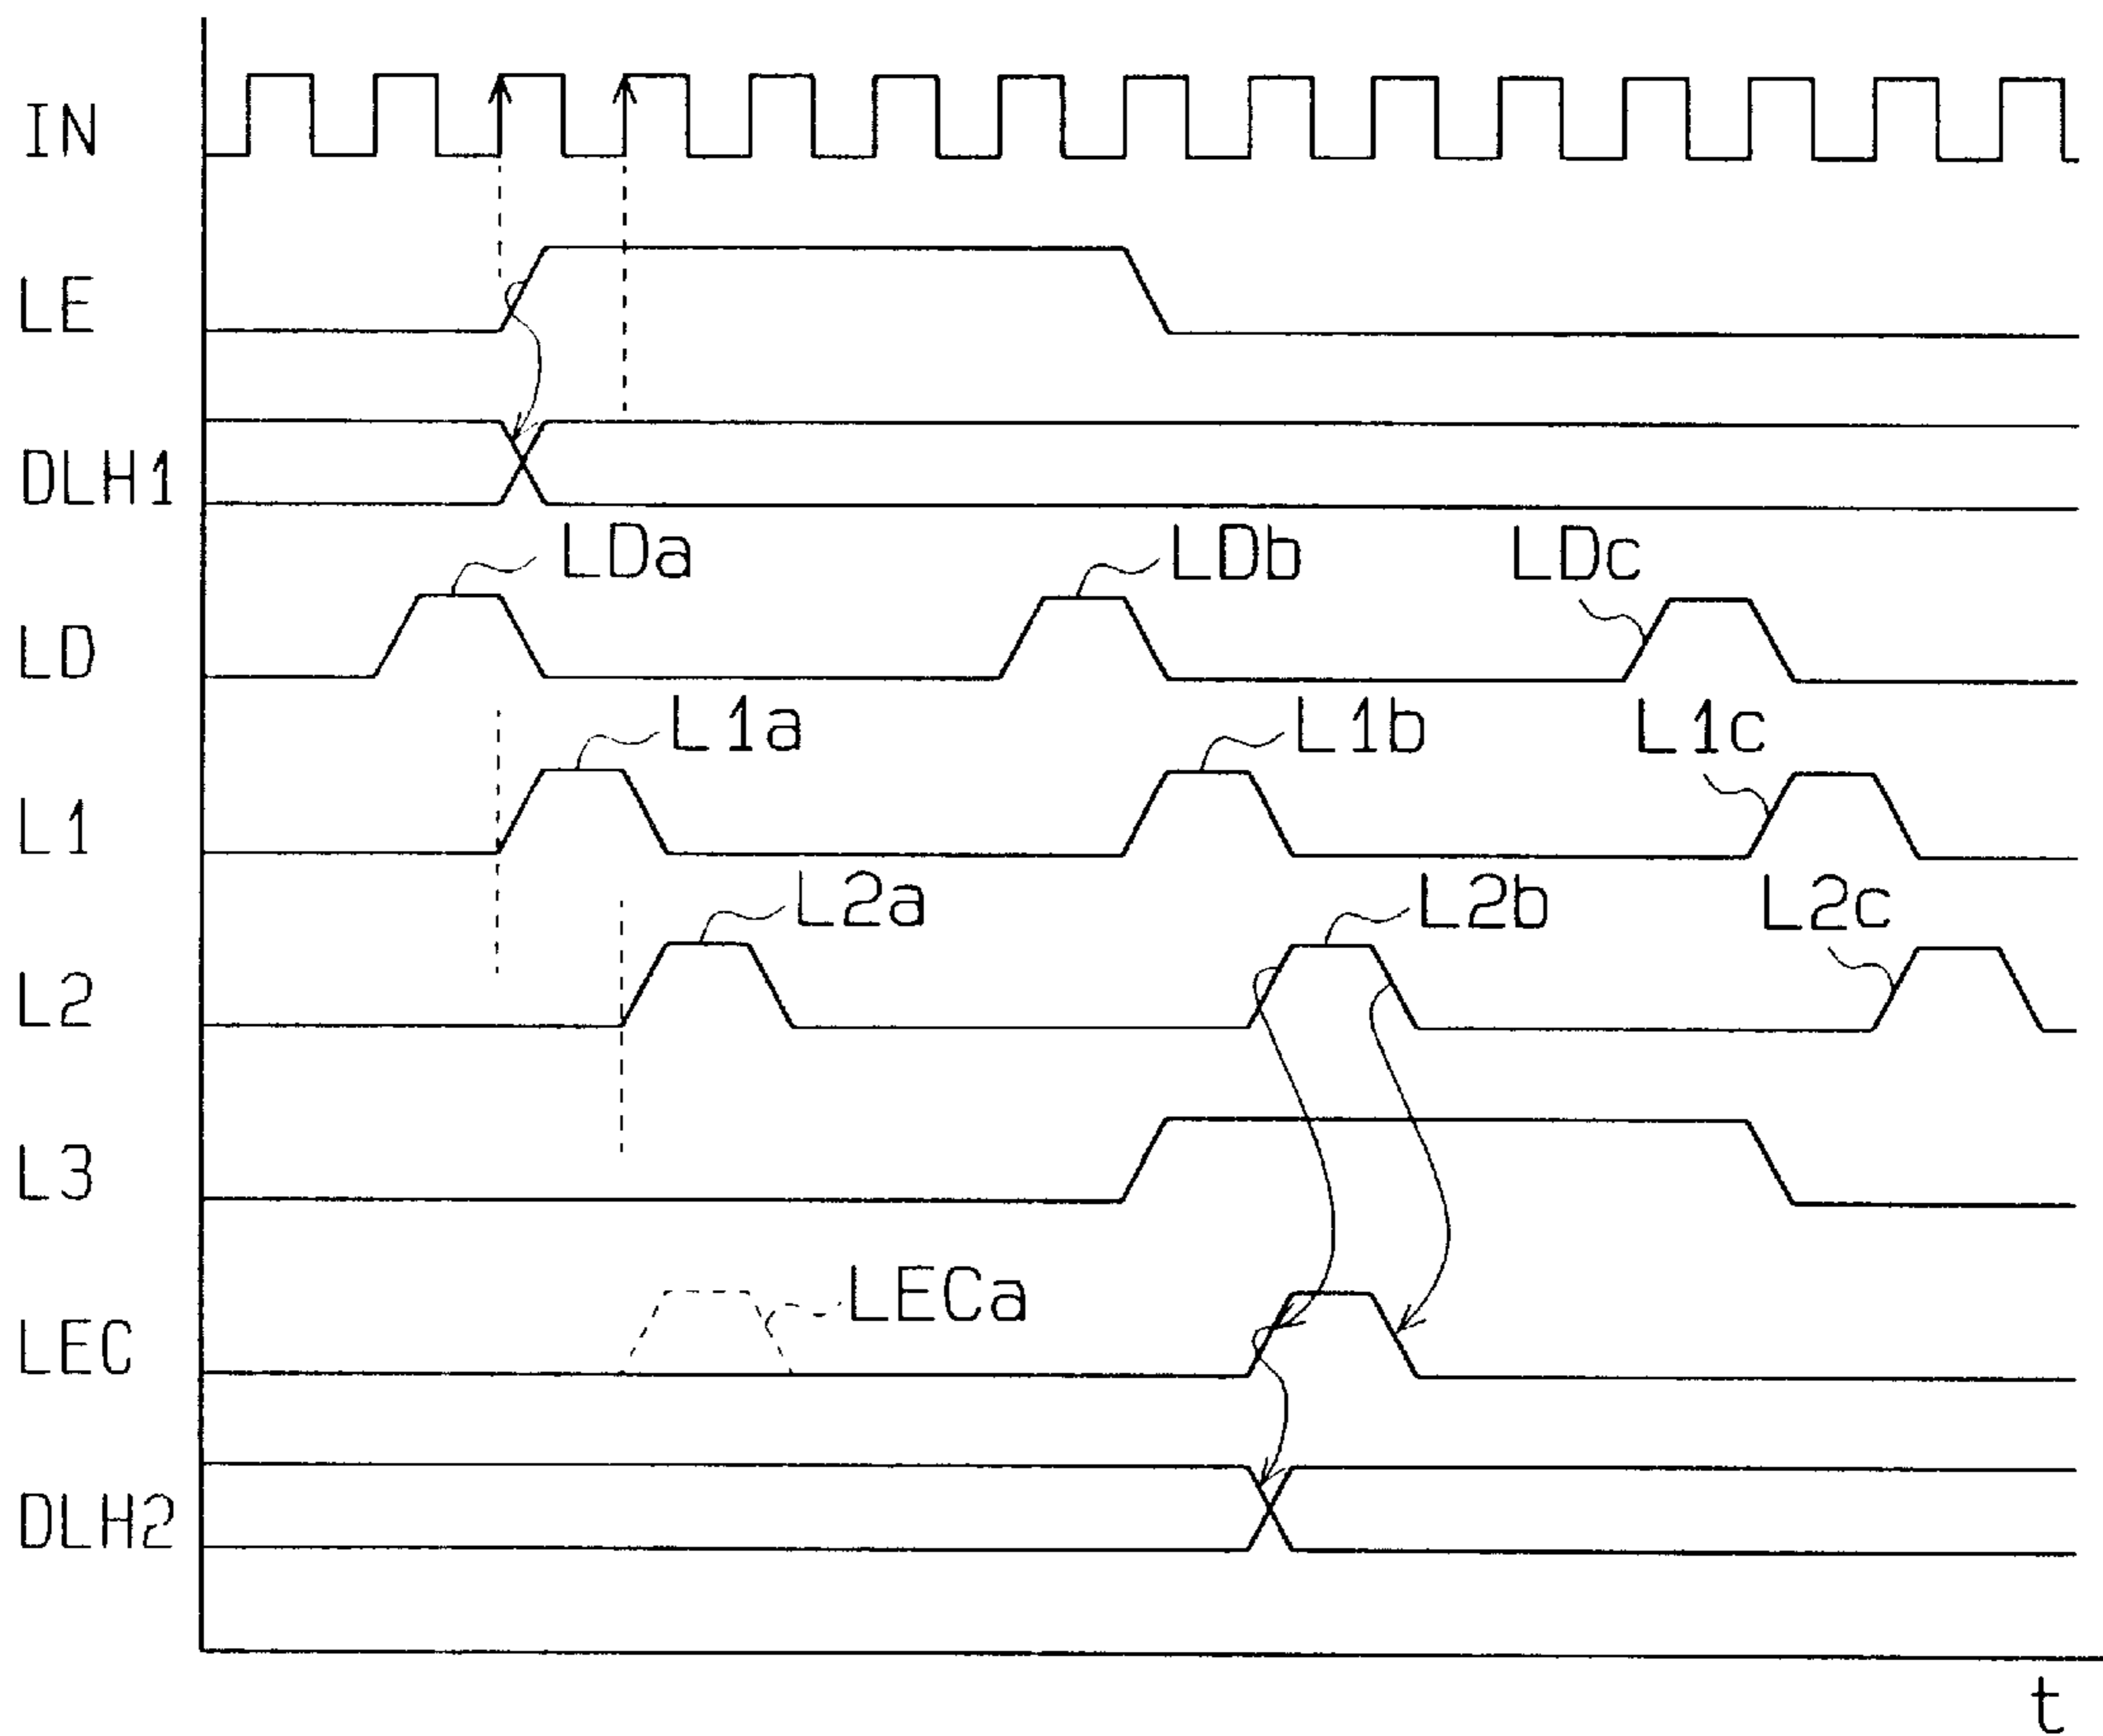 IN
LE
DLH1
LDa LDb LDc
LD
L1a L1b L1c
L1
L2a L2b L2c
L2
L3
LECa
LEC
DLH2
t